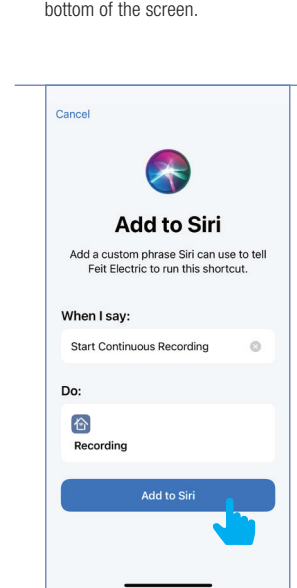 bottom of the screen.
Cancel
Add to Siri
Add a custom phrase Siri can use to tell
Feit Electric to run this shortcut.
When I say:
Start Continuous Recording
Do:
Recording
Add to Siri